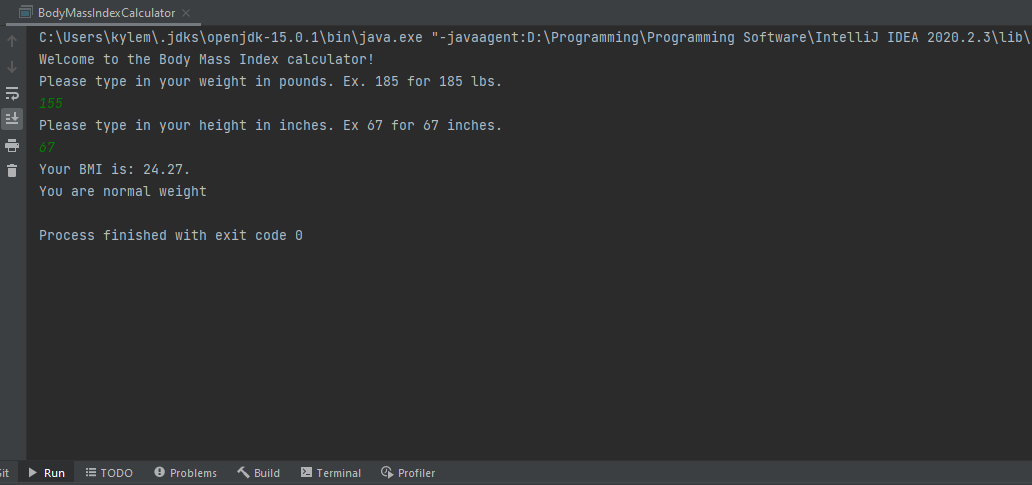 BodyMassIndexCalculator
C:\Users\kylem\.jdks\openjdk-15.0.1\bin\java.exe "-javaagent:D:\Programming\Programming Software\IntelliJ IDEA 2020.2.3\lib\
Welcome to the Body Mass Index calculator!
Please type in your weight in pounds. Ex. 185 for 185 lbs.
155
Please type in your height in inches. Ex 67 for 67 inches.
67
Your BMI is: 24.27.
You are normal weight
Process finished with exit code 0
it Run TODO Problems Build Terminal Profiler